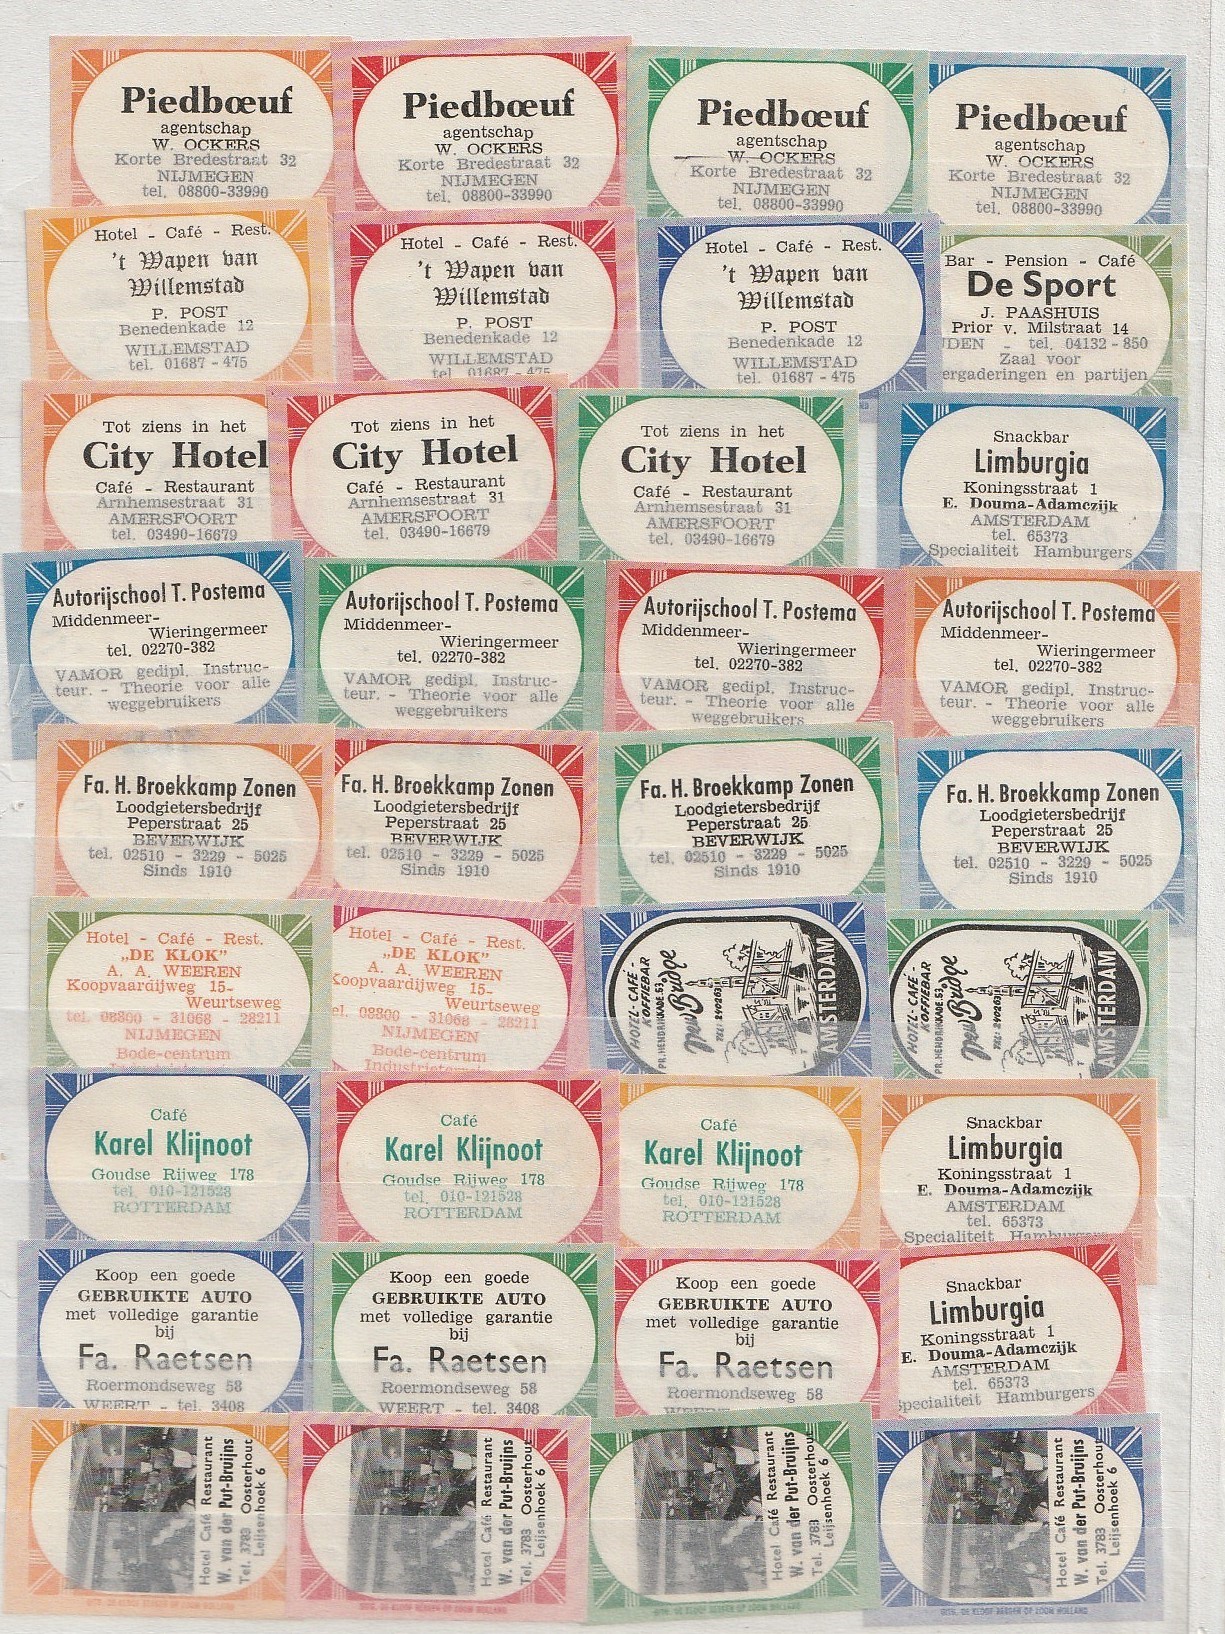 Piedbœuf
agentschap
W. OCKERS
Korte Bredestraat 32
NIJMEGEN
tel. 08800-33990
Piedbœuf
agentschap
W. OCKERS
Korte Bredestraat 32
NIJMEGEN
tel. 08800-33990
Piedbœuf
agentschap
W. OCKERS
Korte Bredestraat 32
NIJMEGEN
tel. 08800-33990
Piedbœuf
agentschap
W. OCKERS
Korte Bredestraat 32
NIJMEGEN
tel. 08800-33990
Hotel - Café - Rest.
't Wapen van
Willemstad
P. POST
Benedenkade 12
WILLEMSTAD
tel. 01687-475
Hotel - Café - Rest.
't Wapen van
Willemstad
P. POST
Benedenkade 12
WILLEMSTAD
tel. 01687-475
Hotel - Café - Rest.
't Wapen van
Willemstad
P. POST
Benedenkade 12
WILLEMSTAD
tel. 01687-475
Bar - Pension - Café
De Sport
J. PAASHUIS
Prior v. Milstraat 14
DEN - tel. 04132-850
Zaal voor
ergaderingen en partijen
Tot ziens in het
City Hotel
Café - Restaurant
Arnhemsestraat 31
AMERSFOORT
tel. 03490-16679
Tot ziens in het
City Hotel
Café - Restaurant
Arnhemsestraat 31
AMERSFOORT
tel. 03490-16679
Tot ziens in het
City Hotel
Café - Restaurant
Arnhemsestraat 31
AMERSFOORT
tel. 03490-16679
Snackbar
Limburgia
Koningsstraat 1
E. Douma-Adamczijk
AMSTERDAM
tel. 65373
Specialiteit Hamburgers
Autorijschool T. Postema
Middenmeer-
Wieringermeer
tel. 02270-382
VAMOR gedipl. Instruc-
teur. - Theorie voor alle
weggebruikers
Autorijschool T. Postema
Middenmeer-
Wieringermeer
tel. 02270-382
VAMOR gedipl. Instruc-
teur. - Theorie voor alle
weggebruikers
Autorijschool T. Postema
Middenmeer-
Wieringermeer
tel. 02270-382
VAMOR gedipl. Instruc-
teur. - Theorie voor alle
weggebruikers
Autorijschool T. Postema
Middenmeer-
Wieringermeer
tel. 02270-382
VAMOR gedipl. Instruc-
teur. - Theorie voor alle
weggebruikers
Fa. H. Broekkamp Zonen
Loodgietersbedrijf
Peperstraat 25
BEVERWIJK
tel. 02510 - 3229 - 5025
Sinds 1910
Fa. H. Broekkamp Zonen
Loodgietersbedrijf
Peperstraat 25
BEVERWIJK
tel. 02510 - 3229 - 5025
Sinds 1910
Fa. H. Broekkamp Zonen
Loodgietersbedrijf
Peperstraat 25
BEVERWIJK
tel. 02510 - 3229 - 5025
Sinds 1910
Fa. H. Broekkamp Zonen
Loodgietersbedrijf
Peperstraat 25
BEVERWIJK
tel. 02510 - 3229 - 5025
Sinds 1910
Hotel - Café - Rest.
„DE KLOK"
A. A. WEEREN
Koopvaardijweg 15-
Weurtseweg
tel. 08800 - 31068 - 28211
NIJMEGEN
Bode-centrum
Hotel - Café - Rest.
„DE KLOK"
A. A. WEEREN
Koopvaardijweg 15-
Weurtseweg
tel. 08800 - 31068 - 28211
NIJMEGEN
Bode-centrum
HOTEL-CAFÉ-
KOFFIEBAR
PR. HENDRIKKADE 53
New Bridge
TEL: 240263
AMSTERDAM
HOTEL-CAFÉ-
KOFFIEBAR
PR. HENDRIKKADE 53
New Bridge
TEL: 240263
AMSTERDAM
Café
Karel Klijnoot
Goudse Rijweg 178
tel. 010-121528
ROTTERDAM
Café
Karel Klijnoot
Goudse Rijweg 178
tel. 010-121528
ROTTERDAM
Café
Karel Klijnoot
Goudse Rijweg 178
tel. 010-121528
ROTTERDAM
Snackbar
Limburgia
Koningsstraat 1
E. Douma-Adamczijk
AMSTERDAM
tel. 65373
Specialiteit Hamburgers
Koop een goede
GEBRUIKTE AUTO
met volledige garantie
bij
Fa. Raetsen
Roermondseweg 58
WEERT - tel. 3408
Koop een goede
GEBRUIKTE AUTO
met volledige garantie
bij
Fa. Raetsen
Roermondseweg 58
WEERT - tel. 3408
Koop een goede
GEBRUIKTE AUTO
met volledige garantie
bij
Fa. Raetsen
Roermondseweg 58
Snackbar
Limburgia
Koningsstraat 1
E. Douma-Adamczijk
AMSTERDAM
tel. 65373
Specialiteit Hamburgers
Hotel Café Restaurant
W. van der Put-Bruijns
Tel. 3783 Oosterhout
Leijsenhoek 6
Hotel Café Restaurant
W. van der Put-Bruijns
Tel. 3783 Oosterhout
Leijsenhoek 6
Hotel Café Restaurant
W. van der Put-Bruijns
Tel. 3783 Oosterhout
Leijsenhoek 6
Hotel Café Restaurant
W. van der Put-Bruijns
Tel. 3783 Oosterhout
Leijsenhoek 6